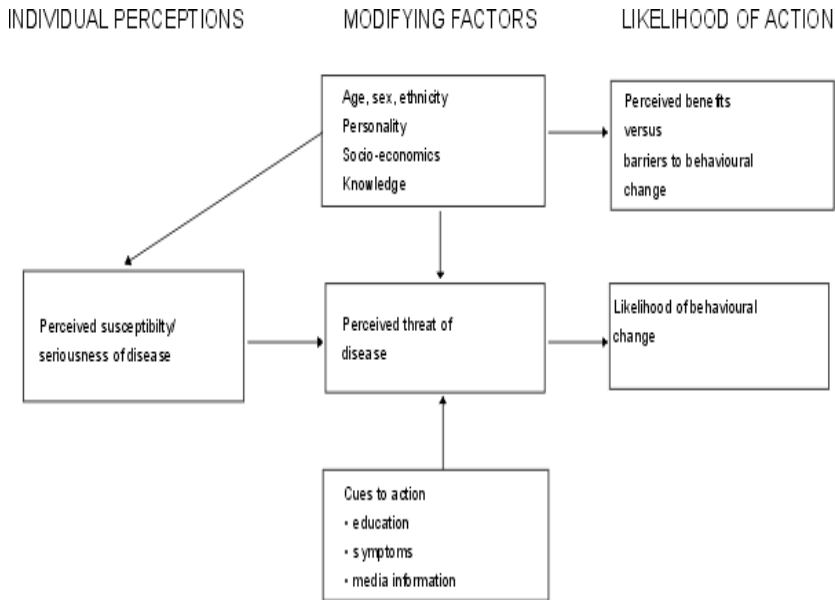 INDIVIDUAL PERCEPTIONS
MODIFYING FACTORS
LIKELIHOOD OF ACTION
Age, sex, ethnicity
Personality
Socio-economics
Knowledge
Perceived benefits
versus
barriers to behavioural
change
Perceived susceptibilty/
seriousness of disease
Perceived threat of
disease
Likelihood of behavioural
change
Cues to action
• education
• symptoms
• media information